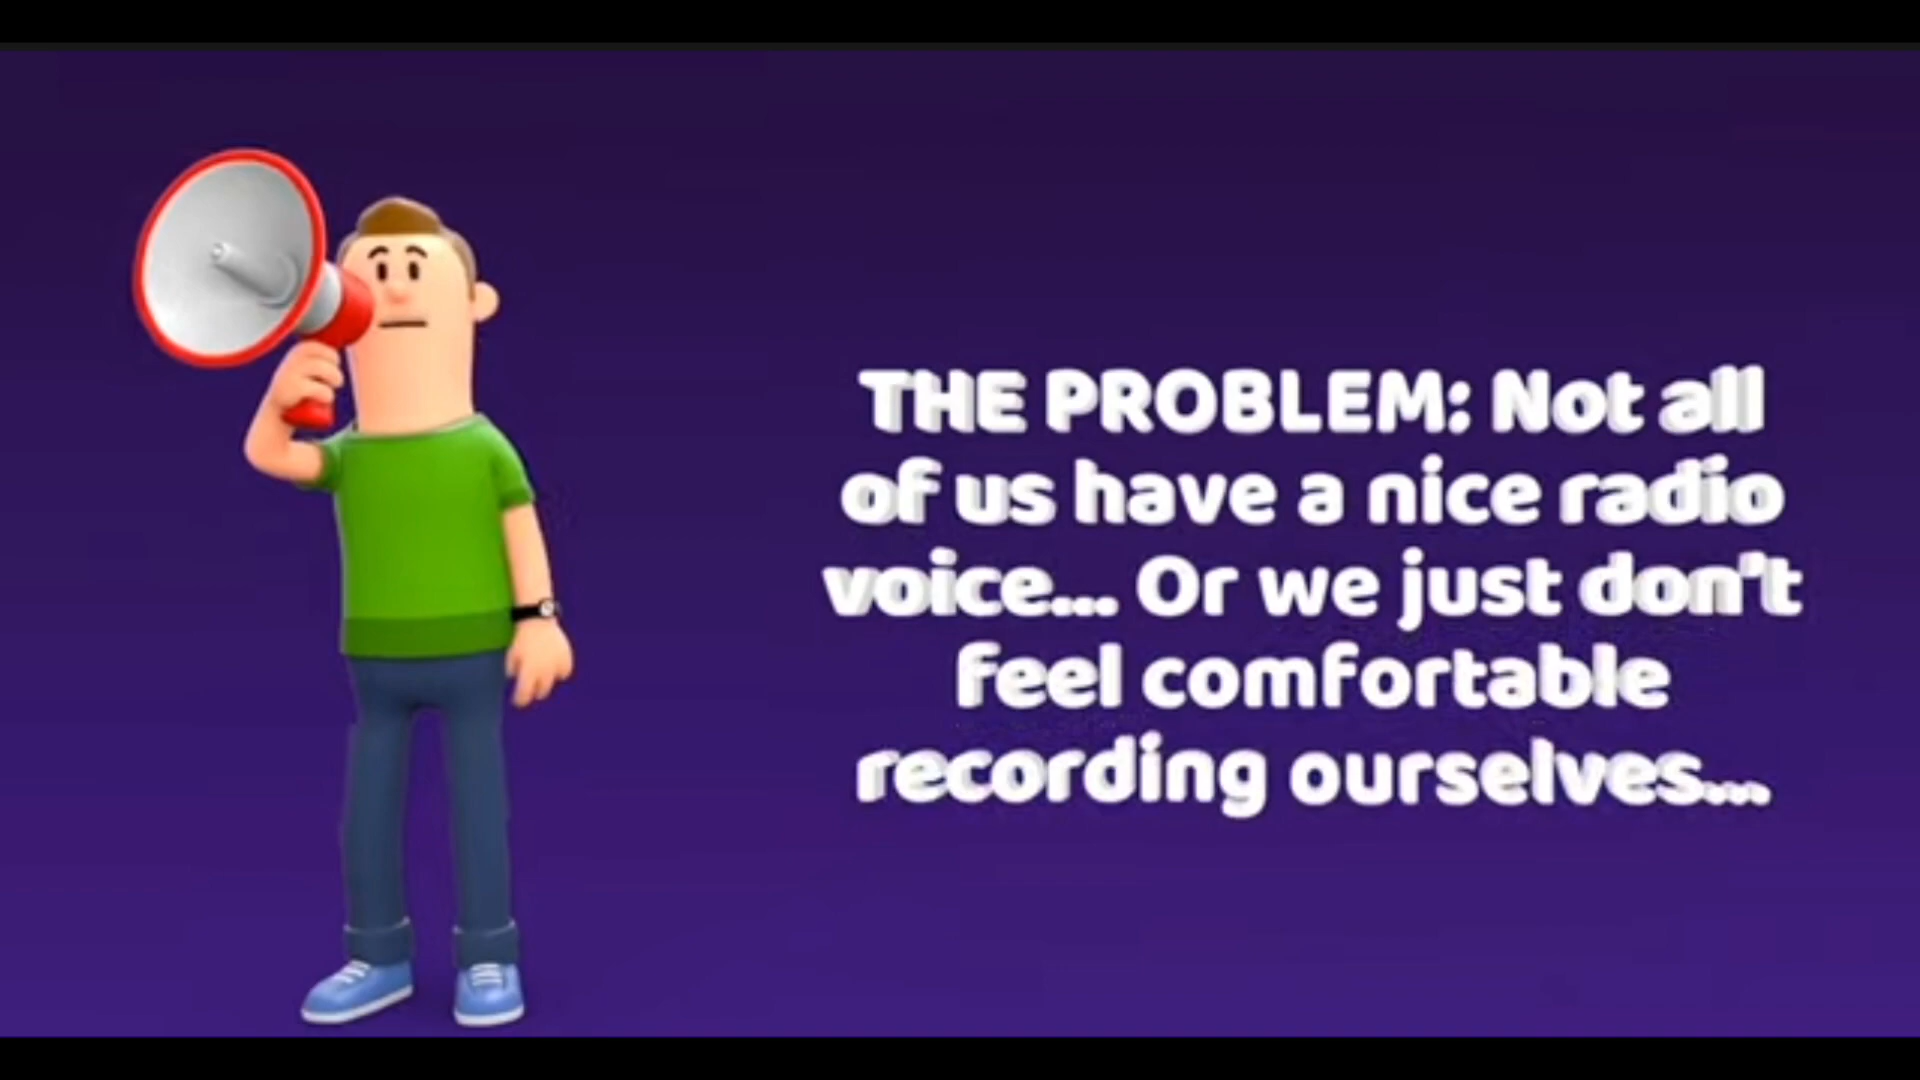 THE PROBLEM: Not all
of us have a nice radio
voice... Or we just don't
feel comfortable
recording ourselves...